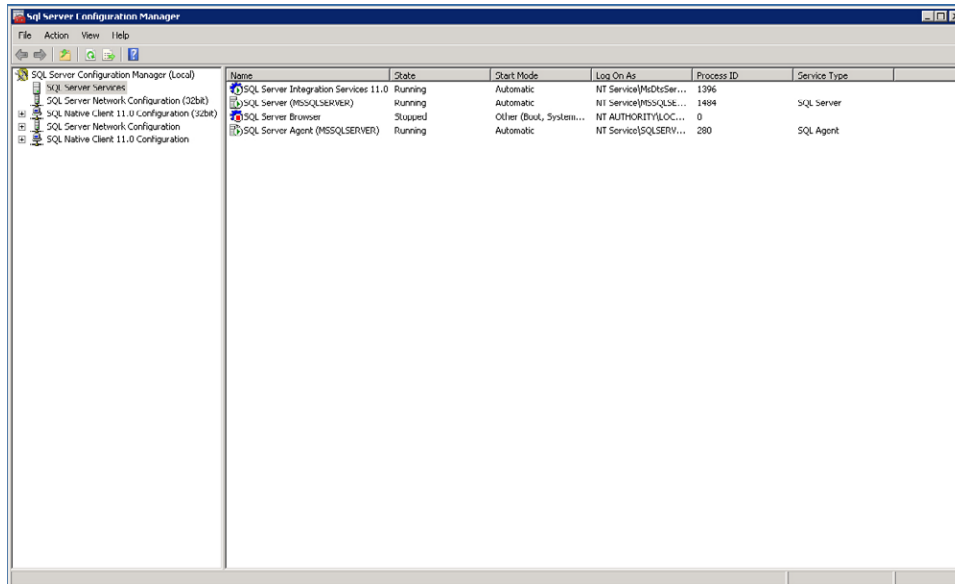 Sql Server Configuration Manager
File Action View Help
SQL Server Configuration Manager (Local)
SQL Server Services
SQL Server Network Configuration (32bit)
SQL Native Client 11.0 Configuration (32bit)
SQL Server Network Configuration
SQL Native Client 11.0 Configuration
Name State Start Mode Log On As Process ID Service Type
SQL Server Integration Services 11.0 Running Automatic NT Service\MsDtsSer... 1396
SQL Server (MSSQLSERVER) Running Automatic NT Service\MSSQLSE... 1484 SQL Server
SQL Server Browser Stopped Other (Boot, System... NT AUTHORITY\LOC... 0
SQL Server Agent (MSSQLSERVER) Running Automatic NT Service\SQLSERV... 280 SQL Agent